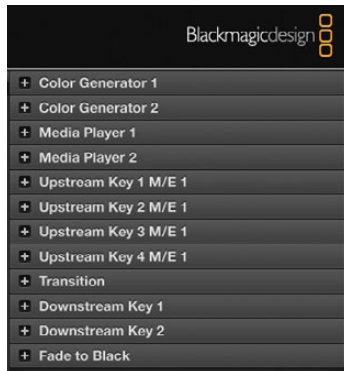 Blackmagicdesign
Color Generator 1
Color Generator 2
Media Player 1
Media Player 2
Upstream Key 1 M/E 1
Upstream Key 2 M/E 1
Upstream Key 3 M/E 1
Upstream Key 4 M/E 1
Transition
Downstream Key 1
Downstream Key 2
Fade to Black